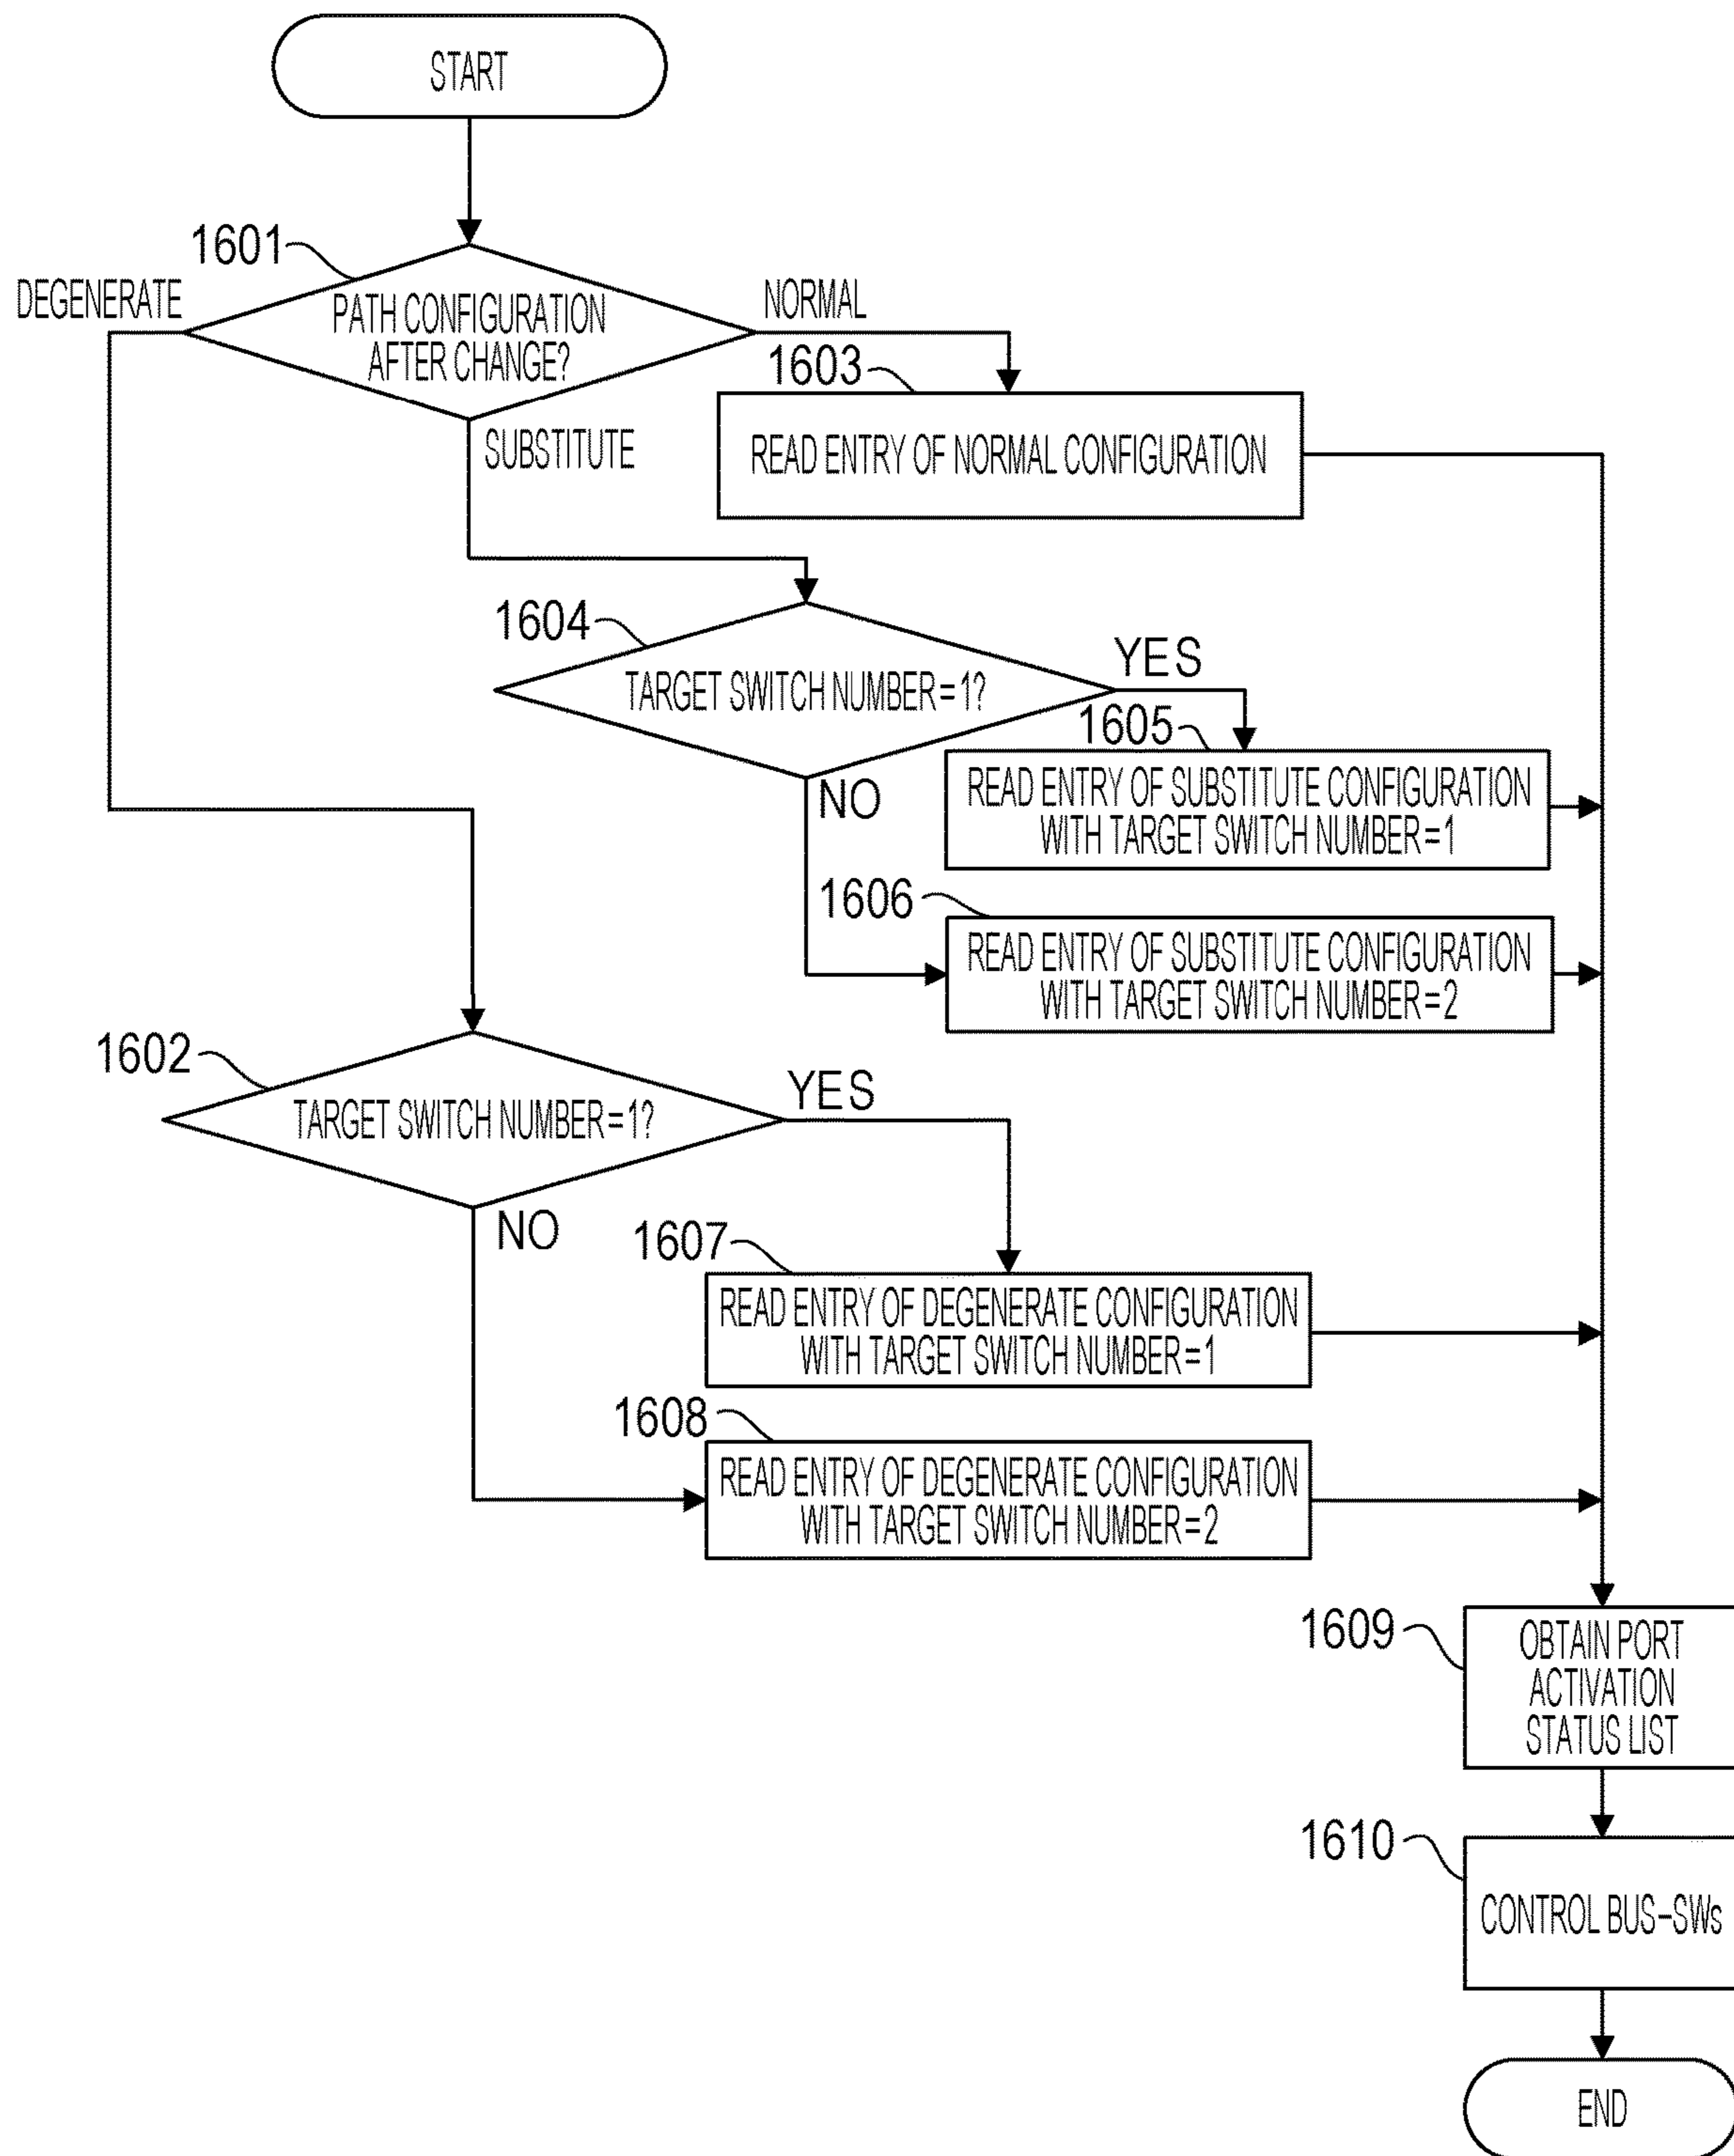 START
1601
DEGENERATE
PATH CONFIGURATION
AFTER CHANGE?
NORMAL
1603
SUBSTITUTE
READ ENTRY OF NORMAL CONFIGURATION
1604
TARGET SWITCH NUMBER=1?
YES
1605
NO
READ ENTRY OF SUBSTITUTE CONFIGURATION
WITH TARGET SWITCH NUMBER=1
1606
READ ENTRY OF SUBSTITUTE CONFIGURATION
WITH TARGET SWITCH NUMBER=2
1602
TARGET SWITCH NUMBER=1?
YES
NO
1607
READ ENTRY OF DEGENERATE CONFIGURATION
WITH TARGET SWITCH NUMBER=1
1608
READ ENTRY OF DEGENERATE CONFIGURATION
WITH TARGET SWITCH NUMBER=2
1609
OBTAIN PORT
ACTIVATION
STATUS LIST
1610
CONTROL BUS-SWs
END